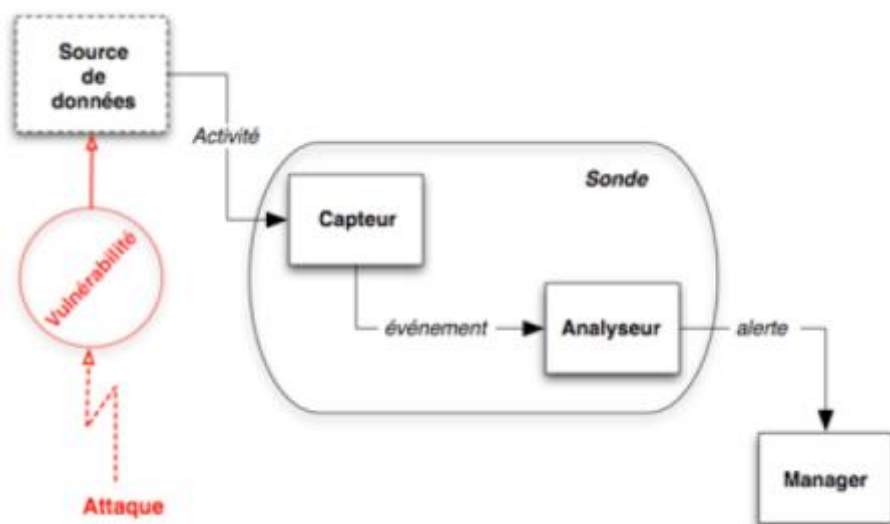 Source
de
données
Activité
Sonde
Capteur
Vulnérabilité
événement
Analyseur
alerte
Manager
Attaque